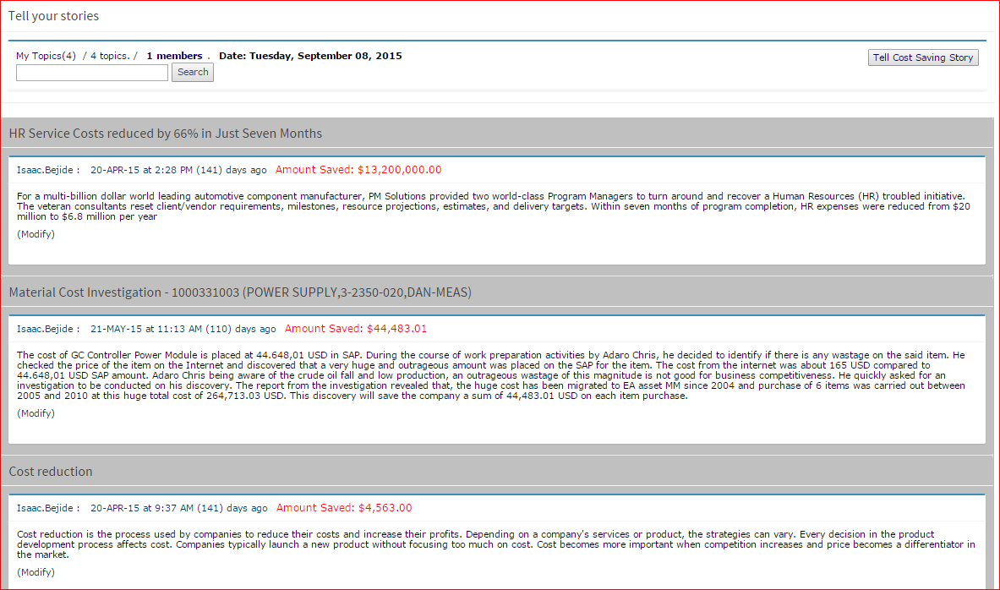 Tell your stories
My Topics(4) / 4 topics. / 1 members . Date: Tuesday, September 08, 2015
Tell Cost Saving Story
Search
HR Service Costs reduced by 66% in Just Seven Months
Isaac.Bejide : 20-APR-15 at 2:28 PM (141) days ago Amount Saved: $13,200,000.00
For a multi-billion dollar world leading automotive component manufacturer, PM Solutions provided two world-class Program Managers to turn around and recover a Human Resources (HR) troubled initiative.
The veteran consultants reset client/vendor requirements, milestones, resource projections, estimates, and delivery targets. Within seven months of program completion, HR expenses were reduced from $20
million to $6.8 million per year
(Modify)
Material Cost Investigation - 1000331003 (POWER SUPPLY,3-2350-020,DAN-MEAS)
Isaac.Bejide : 21-MAY-15 at 11:13 AM (110) days ago Amount Saved: $44,483.01
The cost of GC Controller Power Module is placed at 44.648,01 USD in SAP. During the course of work preparation activities by Adaro Chris, he decided to identify if there is any wastage on the said item. He
checked the price of the item on the Internet and discovered that a very huge and outrageous amount was placed on the SAP for the item. The cost from the internet was about 165 USD compared to
44.648,01 USD SAP amount. Adaro Chris being aware of the crude oil fall and low production, an outrageous wastage of this magnitude is not good for business competitiveness. He quickly asked for an
investigation to be conducted on his discovery. The report from the investigation revealed that, the huge cost has been migrated to EA asset MM since 2004 and purchase of 6 items was carried out between
2005 and 2010 at this huge total cost of 264,713.03 USD. This discovery will save the company a sum of 44,483.01 USD on each item purchase.
(Modify)
Cost reduction
Isaac.Bejide : 20-APR-15 at 9:37 AM (141) days ago Amount Saved: $4,563.00
Cost reduction is the process used by companies to reduce their costs and increase their profits. Depending on a company's services or product, the strategies can vary. Every decision in the product
development process affects cost. Companies typically launch a new product without focusing too much on cost. Cost becomes more important when competition increases and price becomes a differentiator in
the market.
(Modify)